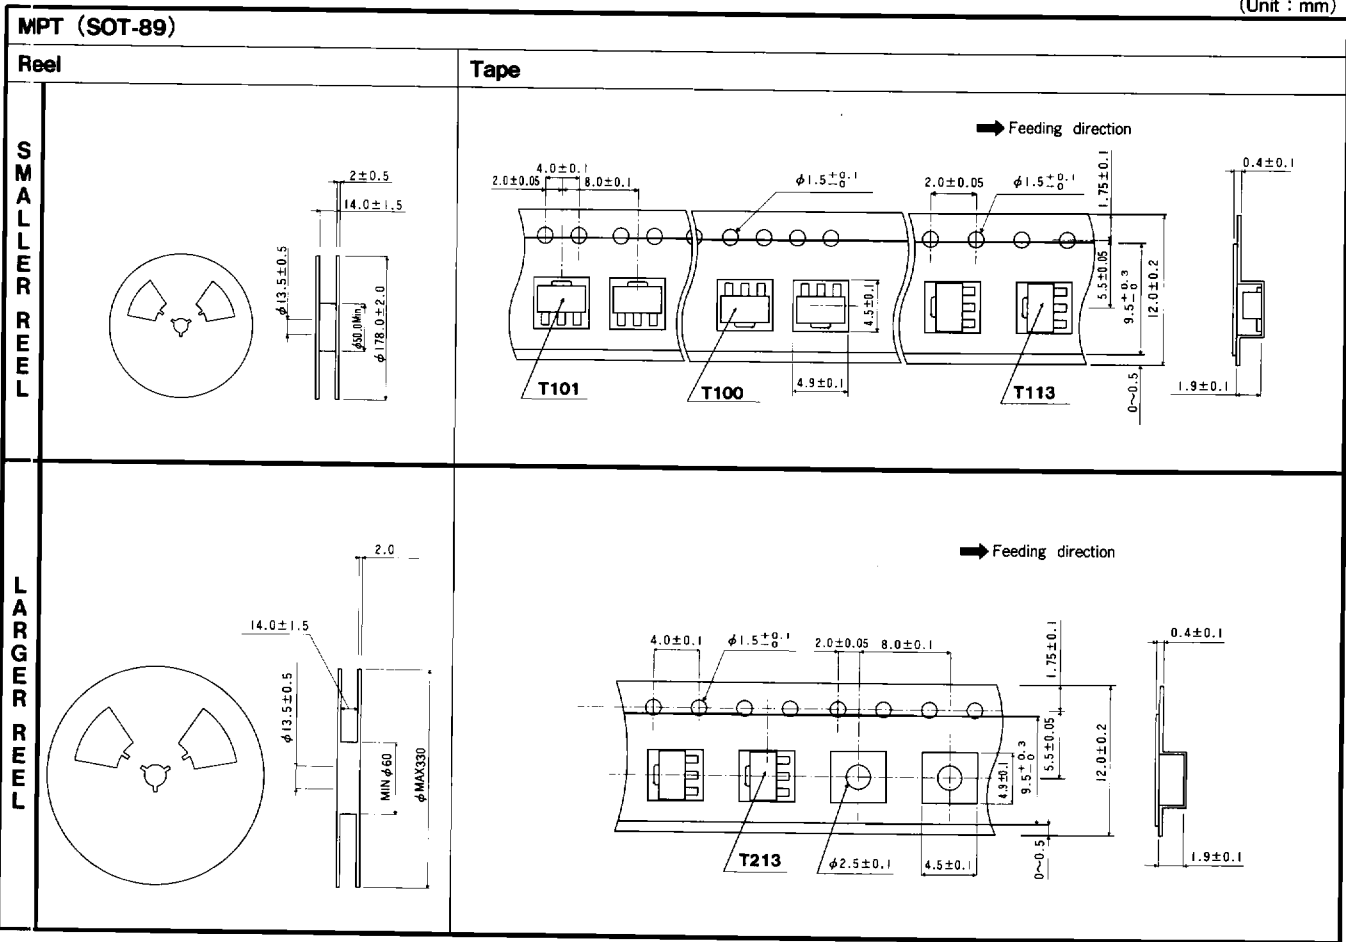 (Unit : mm)
MPT (SOT-89)
Reel
Tape
SMALLER REEL
2±0.5
14.0±1.5
φ13.5±0.5
φ50.0Min
φ178.0±2.0
Feeding direction
4.0±0.1
2.0±0.05
8.0±0.1
φ1.5+0.1 -0
2.0±0.05
φ1.5+0.1 -0
1.75±0.1
0.4±0.1
4.5±0.1
5.5±0.05
9.5+0.3 -0
12.0±0.2
4.9±0.1
T101
T100
T113
0~0.5
1.9±0.1
LARGER REEL
2.0
14.0±1.5
φ13.5±0.5
MINφ60
φMAX330
Feeding direction
4.0±0.1
φ1.5+0.1 -0
2.0±0.05
8.0±0.1
1.75±0.1
0.4±0.1
4.9±0.1
9.5+0.3 -0
5.5±0.05
12.0±0.2
T213
φ2.5±0.1
4.5±0.1
0~0.5
1.9±0.1